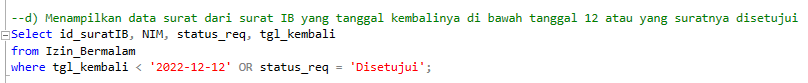 --d) Menampilkan data surat dari surat IB yang tanggal kembalinya di bawah tanggal 12 atau yang suratnya disetujui
Select id_suratIB, NIM, status_req, tgl_kembali
from Izin_Bermalam
where tgl_kembali < '2022-12-12' OR status_req = 'Disetujui';